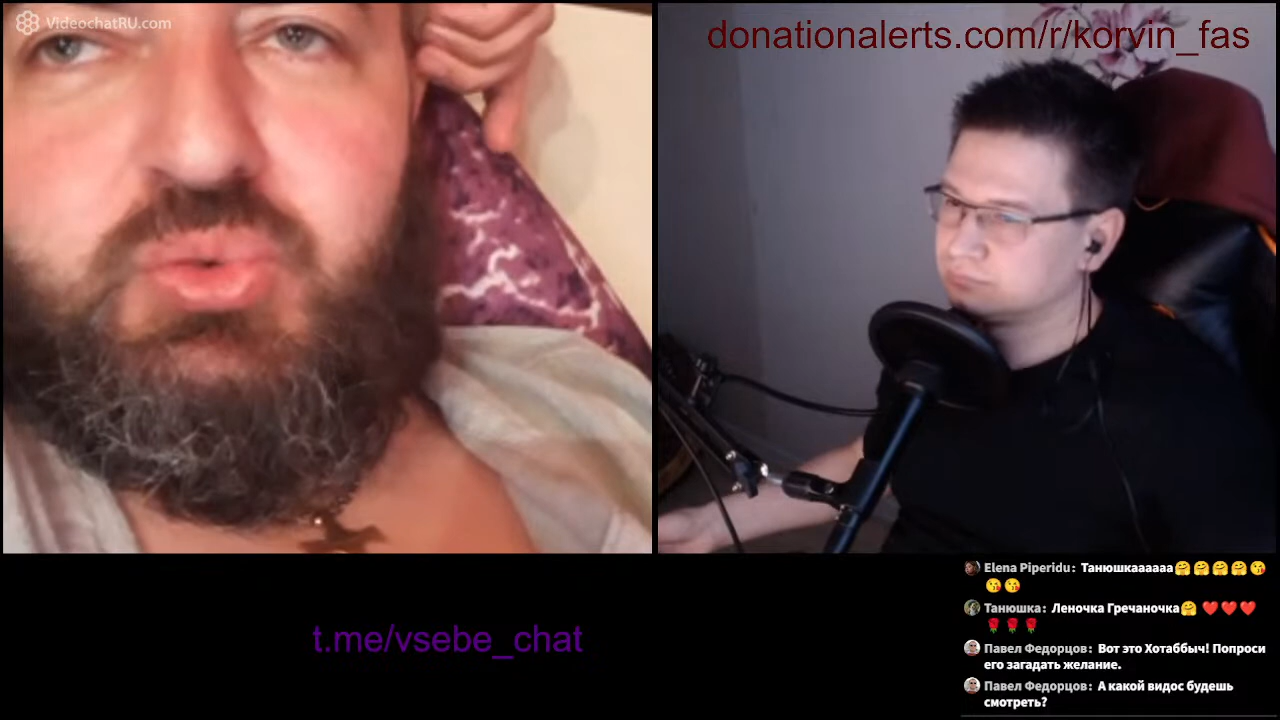 VideochatRU.com
donationalerts.com/r/korvin_fas
t.me/vsebe_chat
Elena Piperidu: Танюшкаааааа🤗🤗🤗🤗😘
😘😘
Танюшка: Леночка Гречаночка🤗 ❤️❤️❤️
🌹🌹🌹
Павел Федорцов: Вот это Хотаббыч! Попроси
его загадать желание.
Павел Федорцов: А какой видос будешь
смотреть?